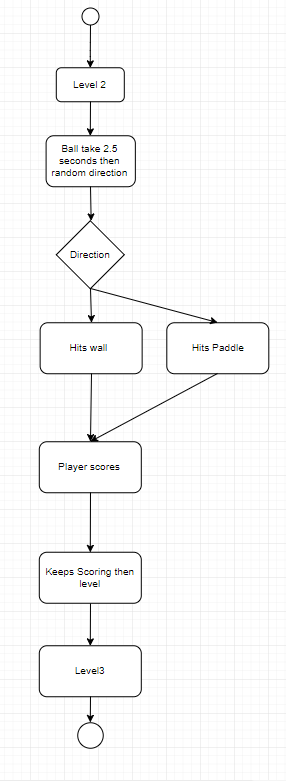 Level 2
Ball take 2.5
seconds then
random direction
Direction
Hits wall
Hits Paddle
Player scores
Keeps Scoring then
level
Level3